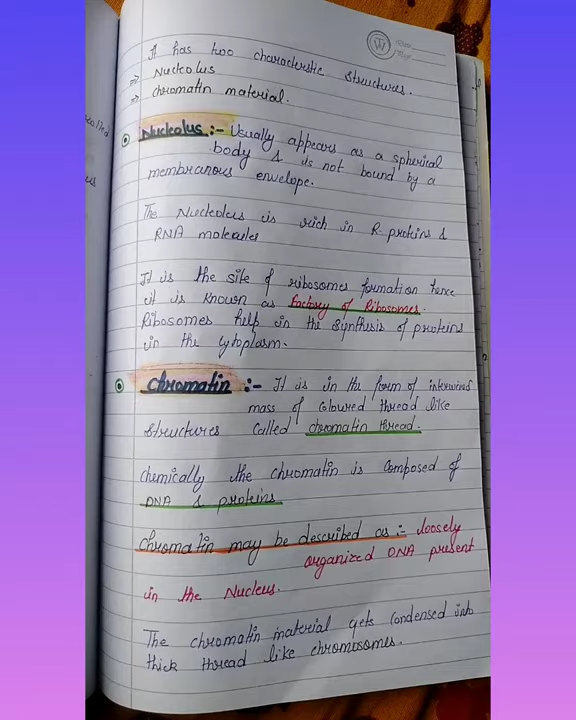 It has two characteristic structures.
⇒ Nucleolus
⇒ chromatin material.
Nucleolus :- Usually appears as a spherical
body & is not bound by a
membranous envelope.
The Nucleolus is rich in R. proteins &
RNA molecules
It is the site of ribosomes formation hence
it is known as factory of Ribosomes.
Ribosomes help in the synthesis of proteins
in the cytoplasm.
chromatin :- It is in the form of interwind
mass of coloured thread like
structures called chromatin thread.
chemically the chromatin is composed of
DNA & proteins
chromatin may be described as :- loosely
organized DNA present
in the Nucleus.
The chromatin material gets condensed into
thick thread like chromosomes.